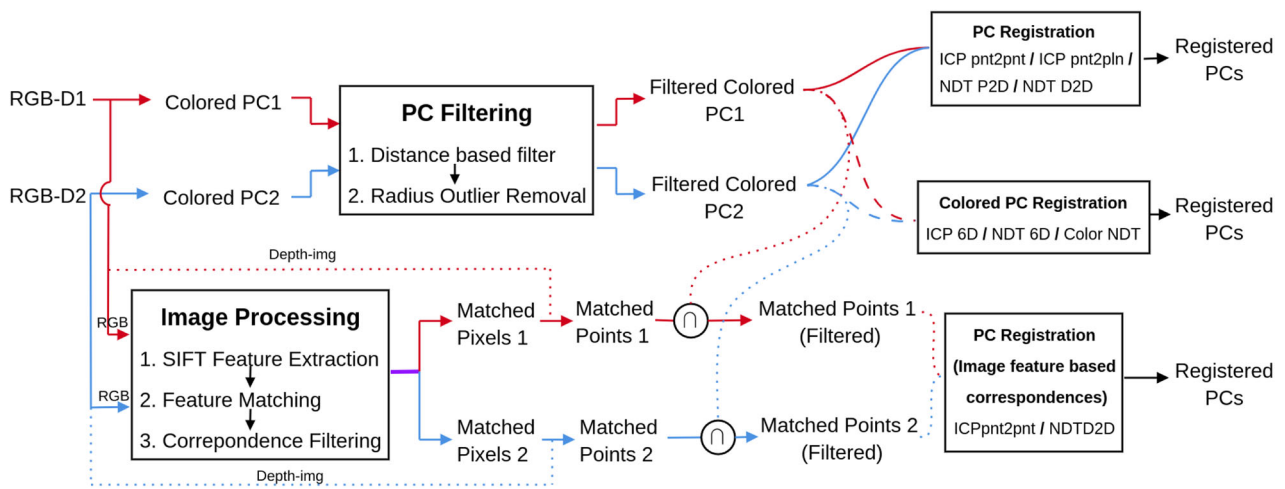 RGB-D1
Colored PC1
RGB-D2
Colored PC2
PC Filtering
1. Distance based filter
2. Radius Outlier Removal
Filtered Colored
PC1
Filtered Colored
PC2
PC Registration
ICP pnt2pnt / ICP pnt2pln /
NDT P2D / NDT D2D
Registered
PCs
Colored PC Registration
ICP 6D / NDT 6D / Color NDT
Registered
PCs
Depth-img
RGB
RGB
Image Processing
1. SIFT Feature Extraction
2. Feature Matching
3. Correpondence Filtering
Depth-img
Matched
Pixels 1
Matched
Points 1
∩
Matched Points 1
(Filtered)
Matched
Pixels 2
Matched
Points 2
∩
Matched Points 2
(Filtered)
PC Registration
(Image feature based
correspondences)
ICPpnt2pnt / NDTD2D
Registered
PCs